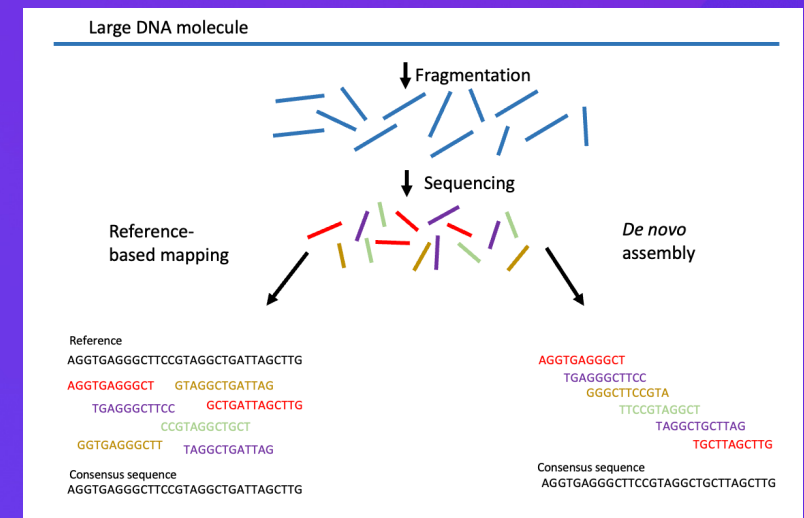 Large DNA molecule
Fragmentation
Sequencing
Reference-
based mapping
De novo
assembly
Reference
AGGTGAGGGCTTCCGTAGGCTGATTAGCTTG
AGGTGAGGGCT GTAGGCTGATTAG
TGAGGGCTTCC GCTGATTAGCTTG
CCGTAGGCTGCT
GGTGAGGGCTT TAGGCTGATTAG
Consensus sequence
AGGTGAGGGCTTCCGTAGGCTGATTAGCTTG
AGGTGAGGGCT
TGAGGGCTTCC
GGGCTTCCGTA
TTCCGTAGGCT
TAGGCTGCTTAG
TGCTTAGCTTG
Consensus sequence
AGGTGAGGGCTTCCGTAGGCTGCTTAGCTTG